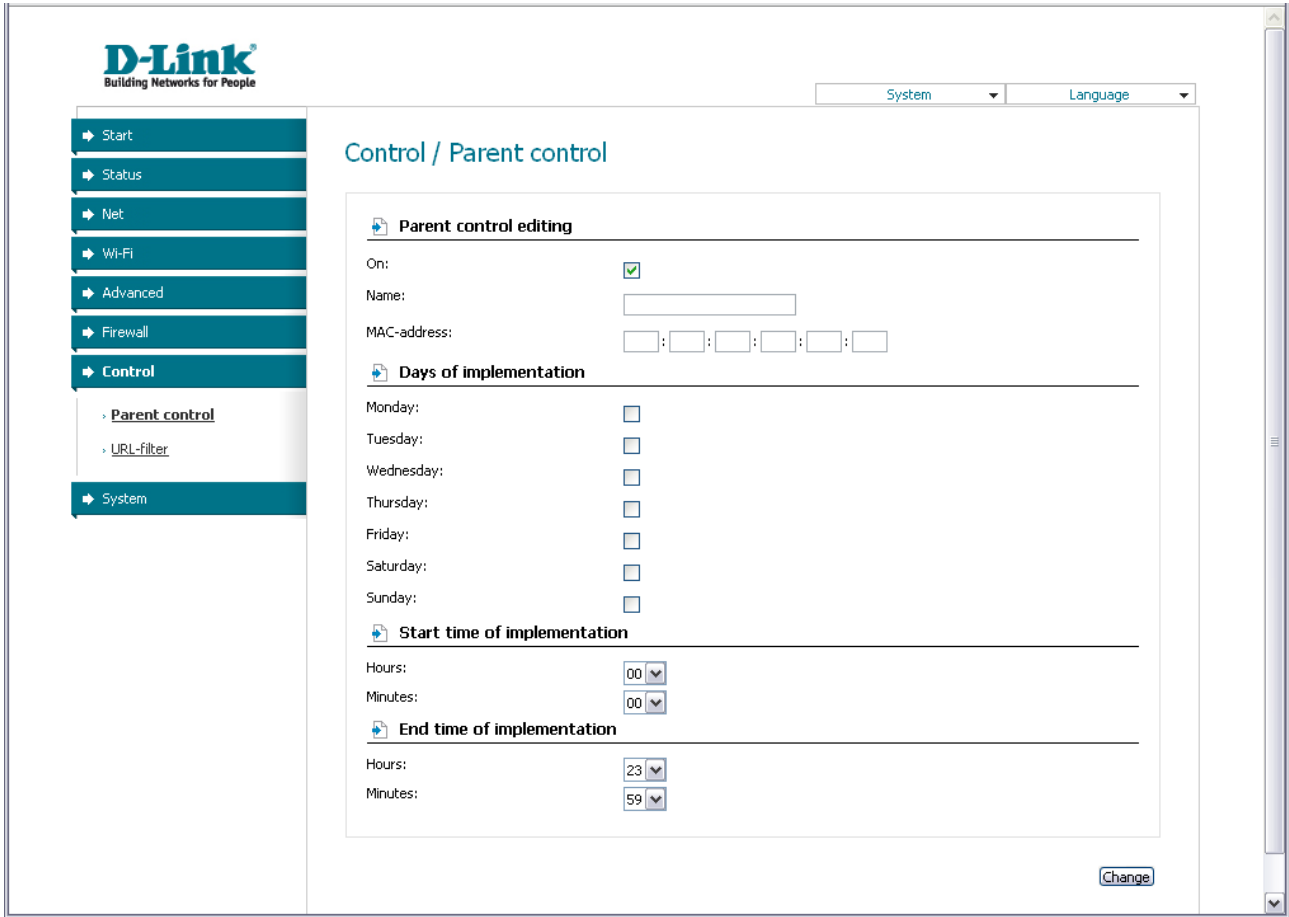 D-Link
Building Networks for People
System
Language
Start
Status
Net
Wi-Fi
Advanced
Firewall
Control
Parent control
URL-filter
System
Control / Parent control
Parent control editing
On:
Name:
MAC-address:
: : : : :
Days of implementation
Monday:
Tuesday:
Wednesday:
Thursday:
Friday:
Saturday:
Sunday:
Start time of implementation
Hours: 00
Minutes: 00
End time of implementation
Hours: 23
Minutes: 59
Change